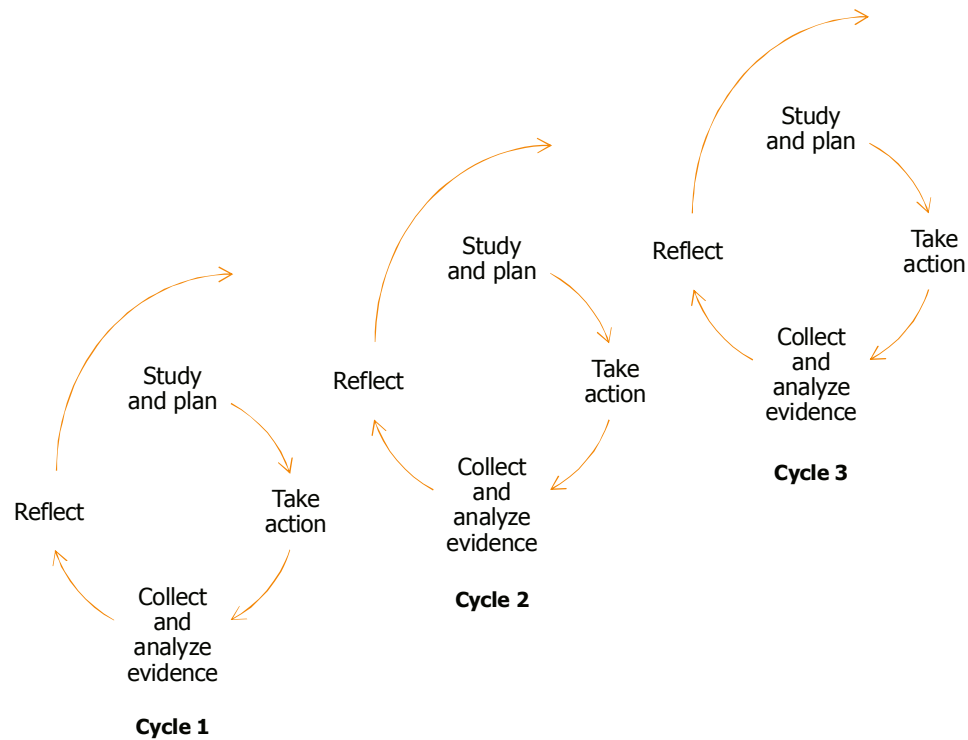 Study
and plan
Take
action
Collect
and
analyze
evidence
Reflect
Cycle 1
Study
and plan
Take
action
Collect
and
analyze
evidence
Reflect
Cycle 2
Study
and plan
Take
action
Collect
and
analyze
evidence
Reflect
Cycle 3